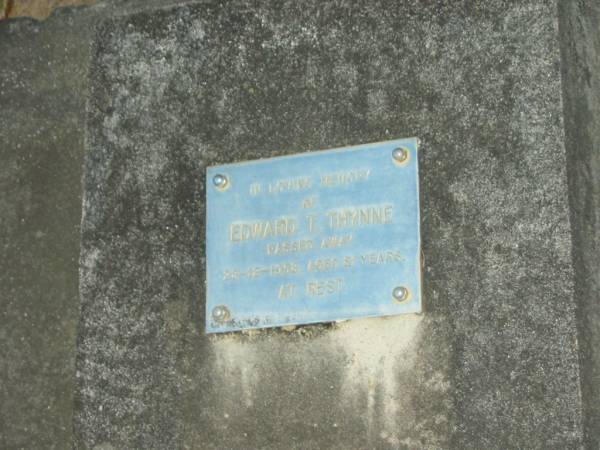 IN LOVING MEMORY
OF
EDWARD T. THYNNE
PASSED AWAY
AGED YEARS.
AT REST